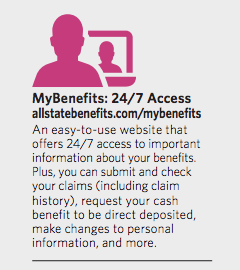 MyBenefits: 24/7 Access
allstatebenefits.com/mybenefits
An easy-to-use website that
offers 24/7 access to important
information about your benefits.
Plus, you can submit and check
your claims (including claim
history), request your cash
benefit to be direct deposited,
make changes to personal
information, and more.